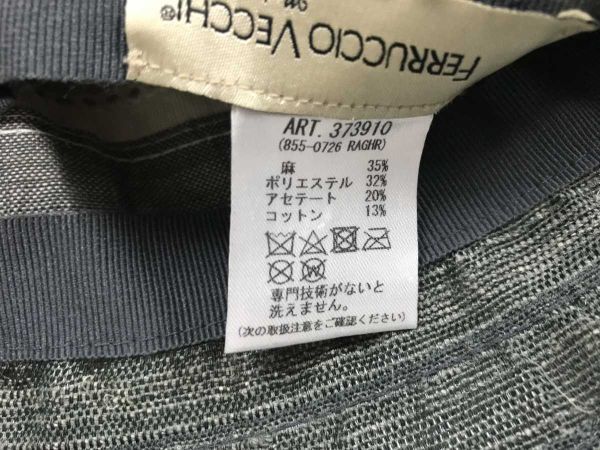 FERRUCCIO VECCHI®
ART. 373910
(855-0726 RAGHR)
麻 35%
ポリエステル 32%
アセテート 20%
コットン 13%
専門技術がないと
洗えません。
(次の取扱注意をご確認ください)